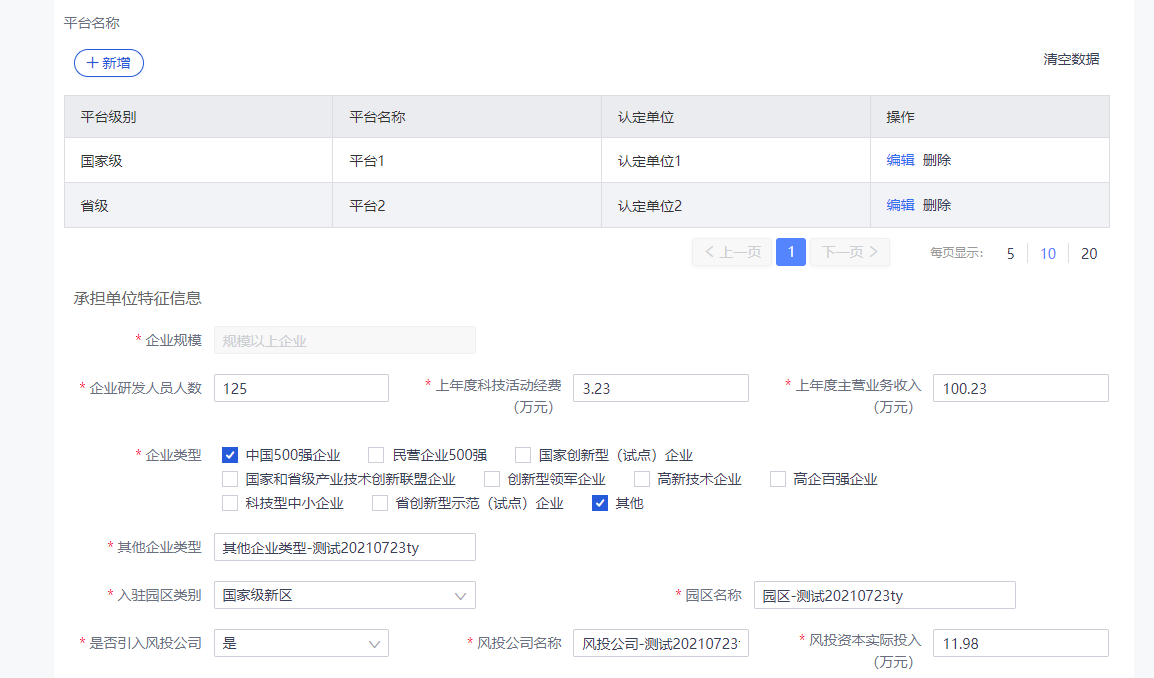 平台名称
新增
清空数据
平台级别 平台名称 认定单位 操作
国家级 平台1 认定单位1 编辑 删除
省级 平台2 认定单位2 编辑 删除
< 上一页 1 下一页 > 每页显示: 5 10 20
承担单位特征信息
* 企业规模 规模以上企业
* 企业研发人员人数 125 * 上年度科技活动经费 3.23 * 上年度主营业务收入 100.23
(万元) (万元)
* 企业类型 中国500强企业 民营企业500强 国家创新型（试点）企业
国家和省级产业技术创新联盟企业 创新型领军企业 高新技术企业 高企百强企业
科技型中小企业 省创新型示范（试点）企业 其他
* 其他企业类型 其他企业类型-测试20210723ty
* 入驻园区类别 国家级新区 * 园区名称 园区-测试20210723ty
* 是否引入风投公司 是 * 风投公司名称 风投公司-测试20210723 * 风投资本实际投入 11.98
(万元)